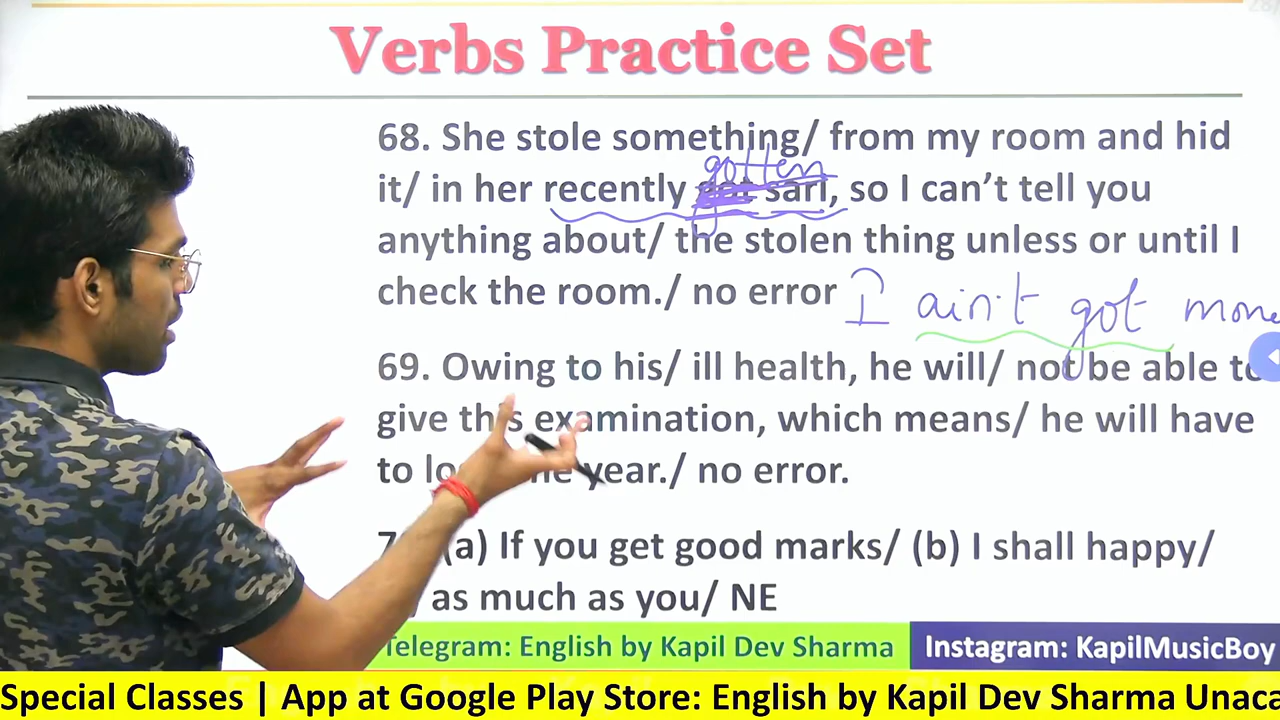 Verbs Practice Set
68. She stole something/ from my room and hid
gotten
it/ in her recently got sari, so I can't tell you
anything about/ the stolen thing unless or until I
check the room./ no error
I ain't got mone
69. Owing to his/ ill health, he will/ not be able to
give this examination, which means/ he will have
to the year./ no error.
(a) If you get good marks/ (b) I shall happy/
as much as you/ NE
Telegram: English by Kapil Dev Sharma
Instagram: KapilMusicBoy
Special Classes | App at Google Play Store: English by Kapil Dev Sharma Unaca